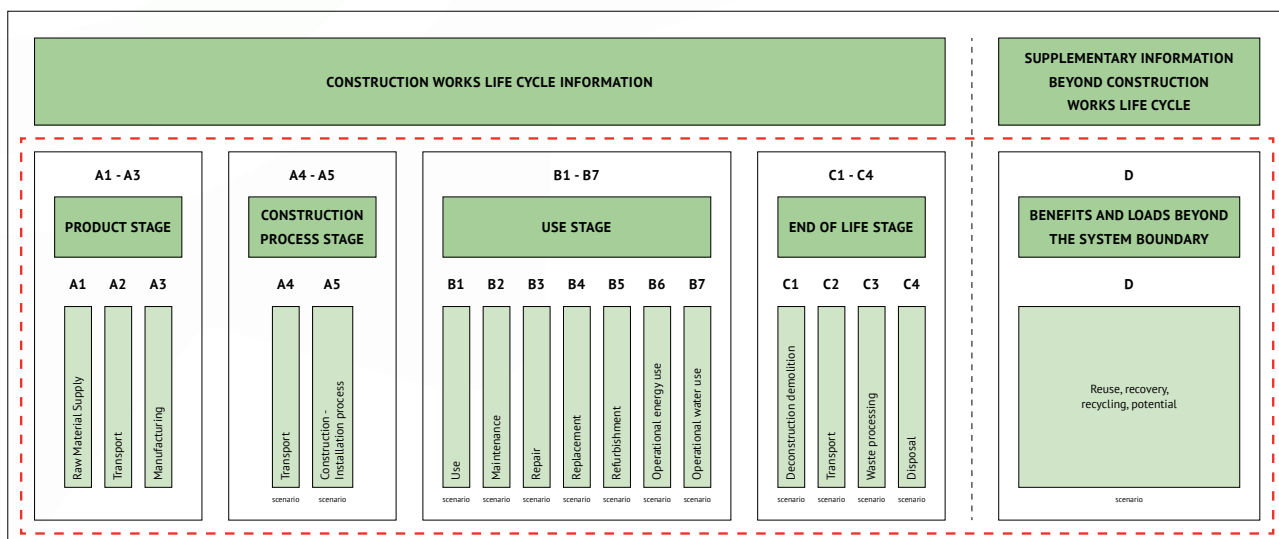 CONSTRUCTION WORKS LIFE CYCLE INFORMATION
SUPPLEMENTARY INFORMATION
BEYOND CONSTRUCTION
WORKS LIFE CYCLE
A1 - A3
PRODUCT STAGE
A1
A2
A3
Raw Material Supply
Transport
Manufacturing
A4 - A5
CONSTRUCTION
PROCESS STAGE
A4
A5
Transport
Construction -
Installation process
scenario
scenario
B1 - B7
USE STAGE
B1
B2
B3
B4
B5
B6
B7
Use
Maintenance
Repair
Replacement
Refurbishment
Operational energy use
Operational water use
scenario
scenario
scenario
scenario
scenario
scenario
scenario
C1 - C4
END OF LIFE STAGE
C1
C2
C3
C4
Deconstruction demolition
Transport
Waste processing
Disposal
scenario
scenario
scenario
scenario
D
BENEFITS AND LOADS BEYOND
THE SYSTEM BOUNDARY
D
Reuse, recovery,
recycling, potential
scenario